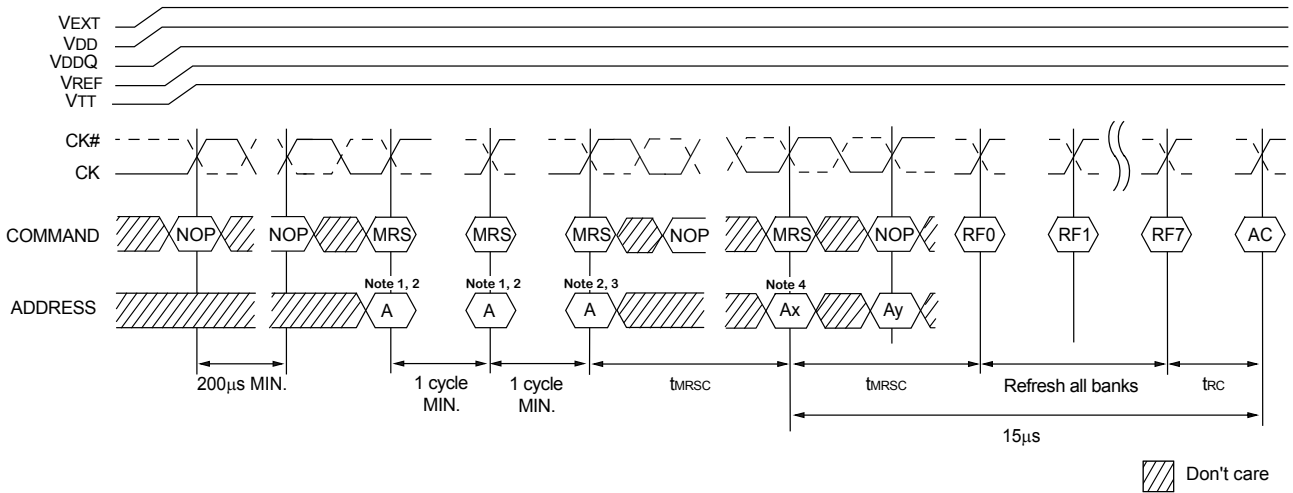 VEXT
VDD
VDDQ
VREF
VTT
CK#
CK
COMMAND NOP NOP MRS MRS MRS NOP MRS NOP RF0 RF1 RF7 AC
Note 1, 2 Note 1, 2 Note 2, 3 Note 4
ADDRESS A A A Ax Ay
200μs MIN. 1 cycle MIN. 1 cycle MIN. tMRSC tMRSC Refresh all banks tRC
15μs
Don't care